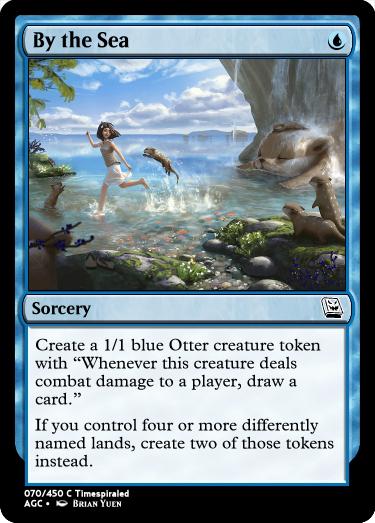 By the Sea
Sorcery
Create a 1/1 blue Otter creature token
with “Whenever this creature deals
combat damage to a player, draw a
card.”
If you control four or more differently
named lands, create two of those tokens
instead.
070/450 C Timespiraled
AGC • Brian Yuen